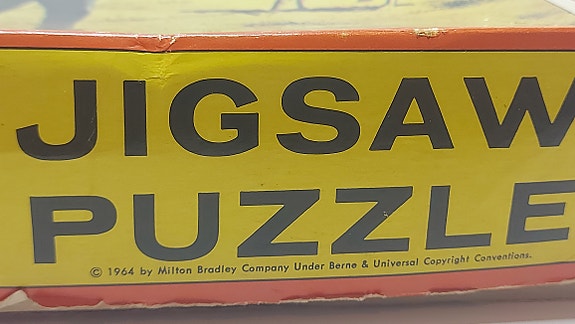 JIGSAW
PUZZLE
© 1964 by Milton Bradley Company Under Berne & Universal Copyright Conventions.